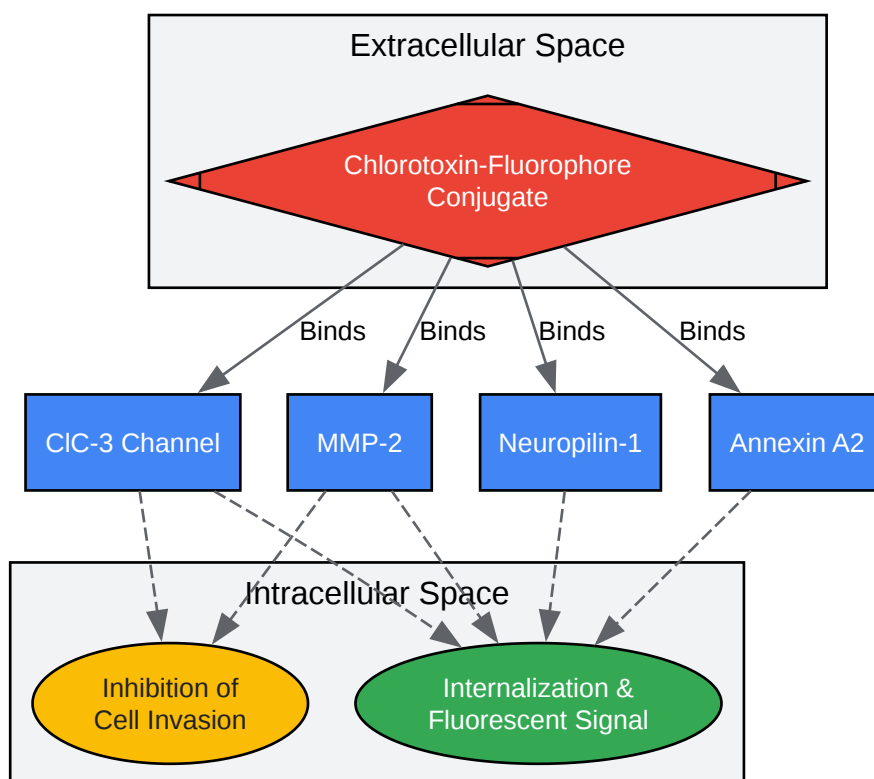 Extracellular Space
Chlorotoxin-Fluorophore
Conjugate
Binds
Binds
Binds
Binds
ClC-3 Channel
MMP-2
Neuropilin-1
Annexin A2
Intracellular Space
Inhibition of
Cell Invasion
Internalization &
Fluorescent Signal